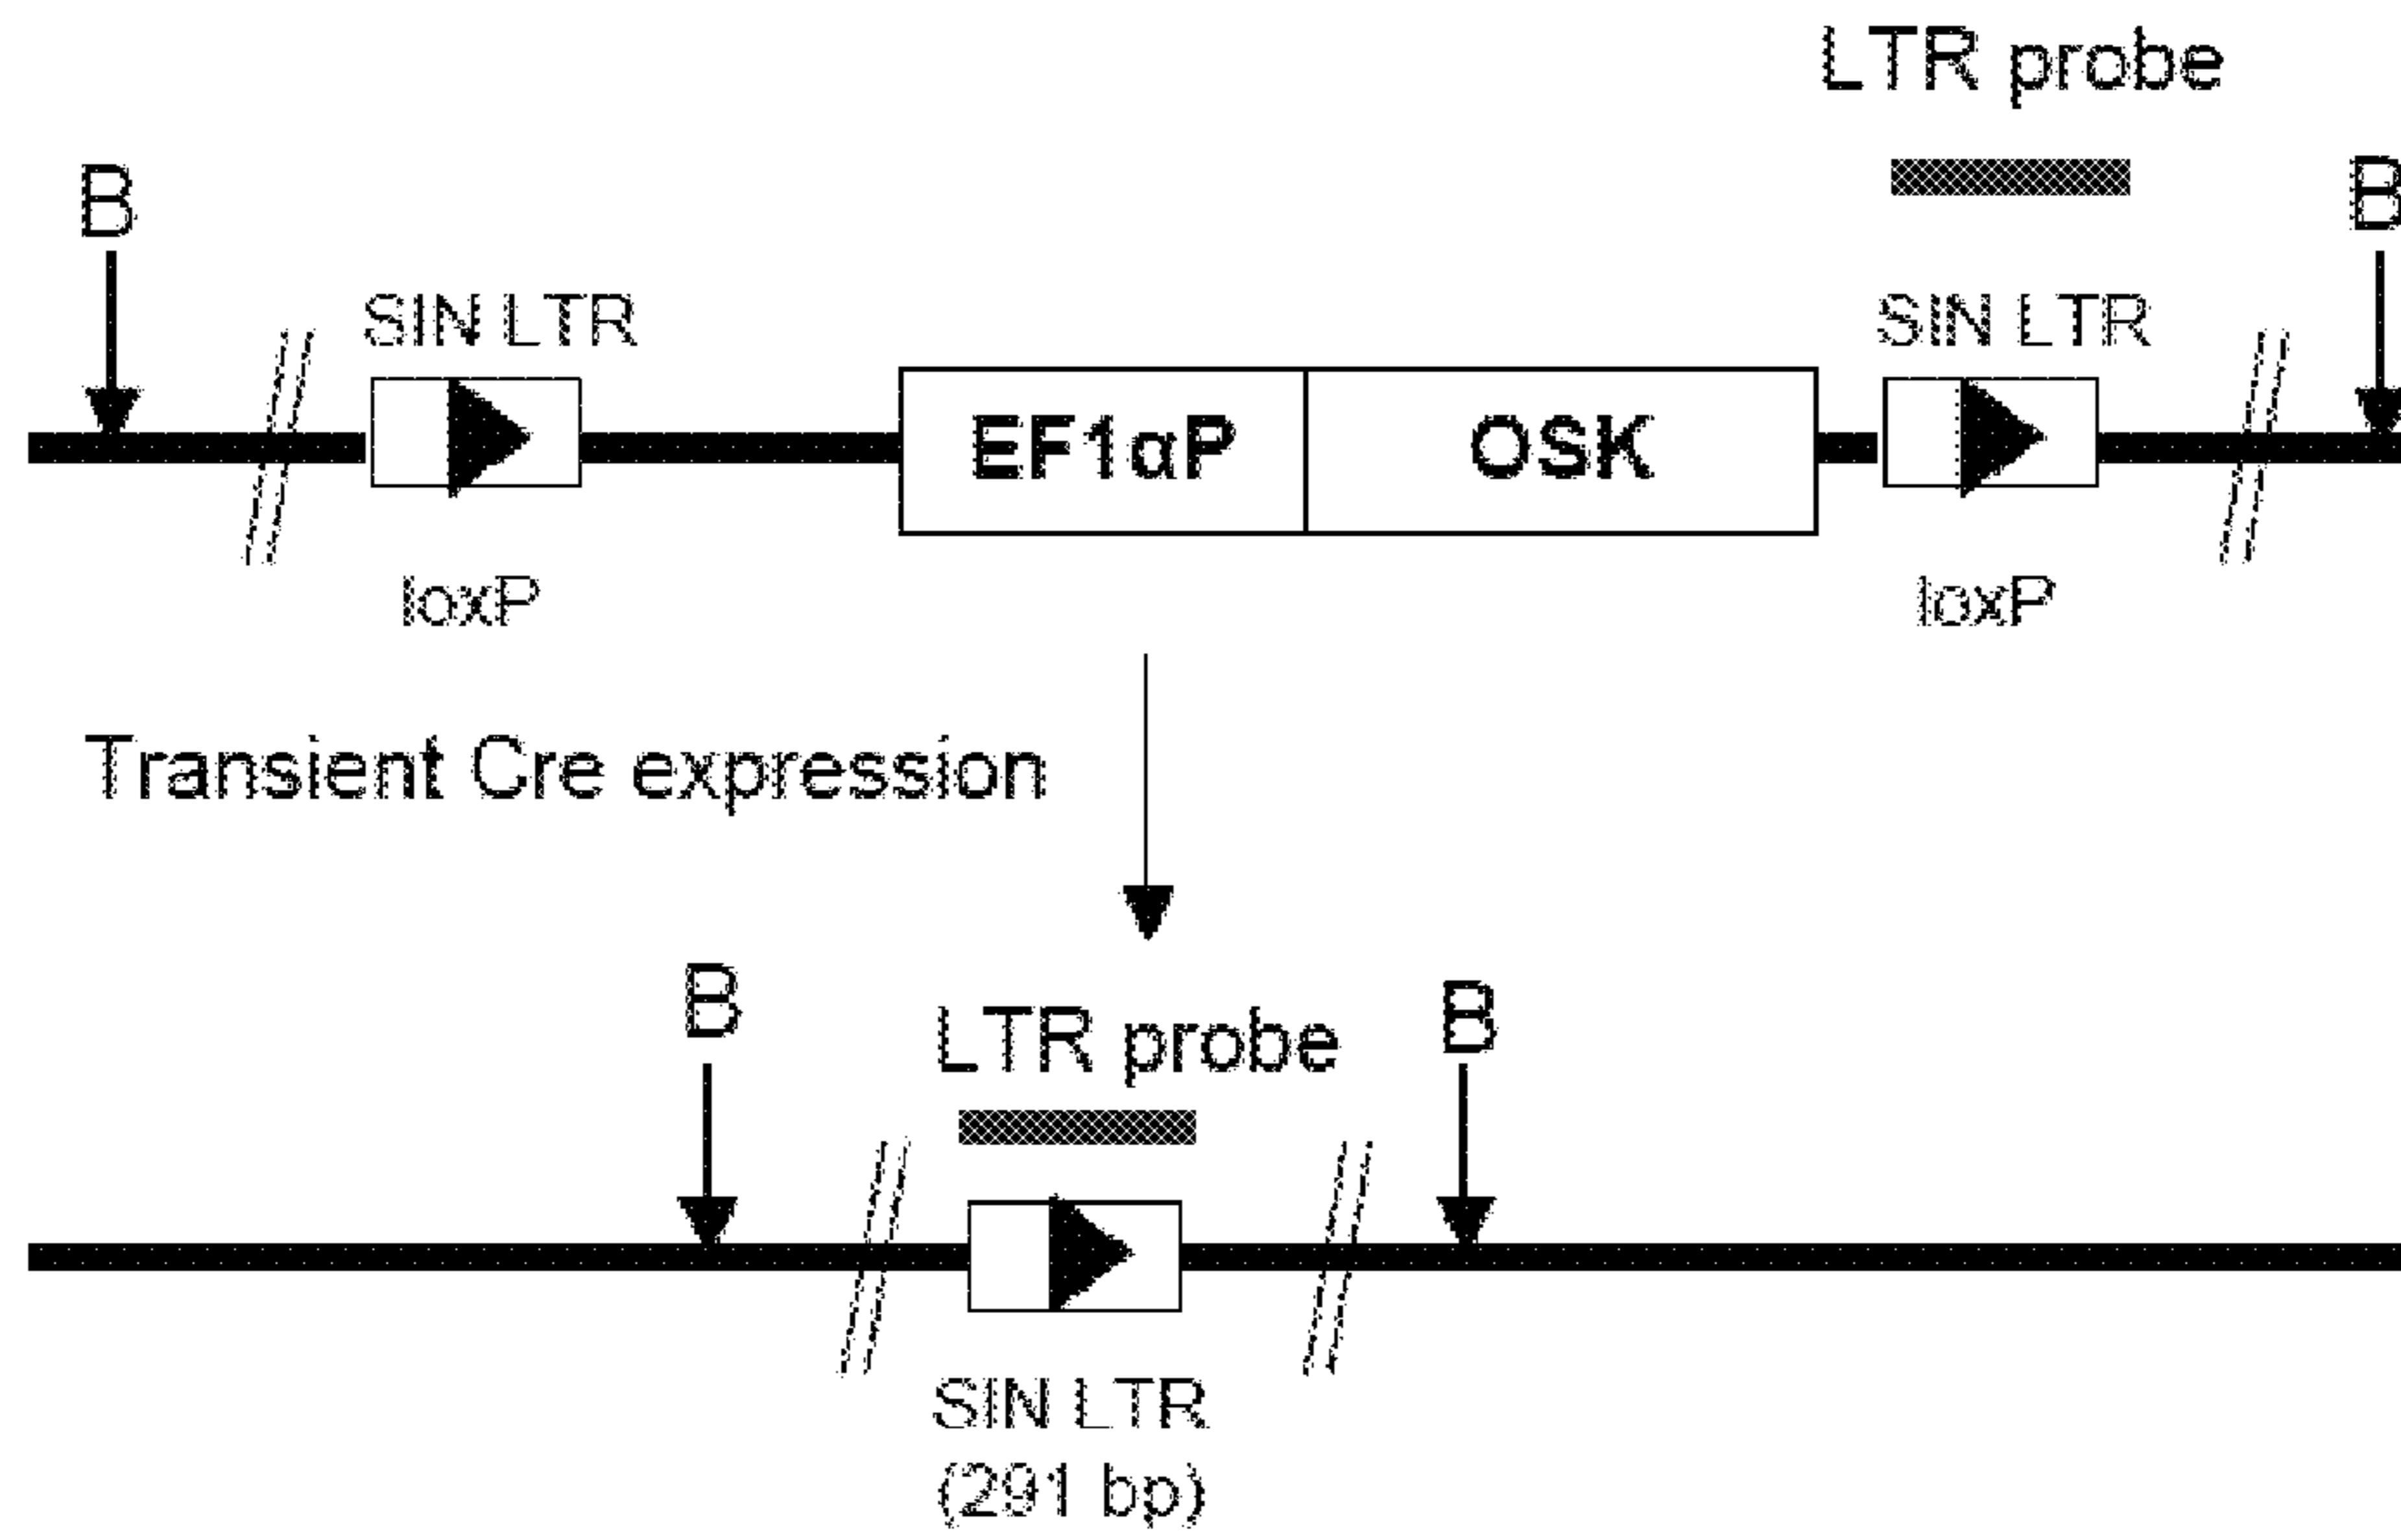 LTR probe
B B
SIN LTR SIN LTR
EF1αP OSK
loxP loxP
Transient Cre expression
B B
LTR probe
SIN LTR
(291 bp)